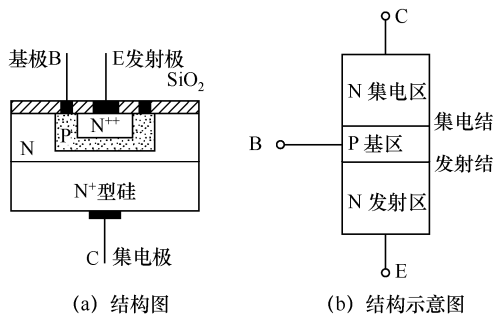 基极B
E发射极
SiO₂
P
N⁺⁺
N
N⁺型硅
C 集电极
(a) 结构图
C
N 集电区
集电结
B
P 基区
发射结
N 发射区
E
(b) 结构示意图